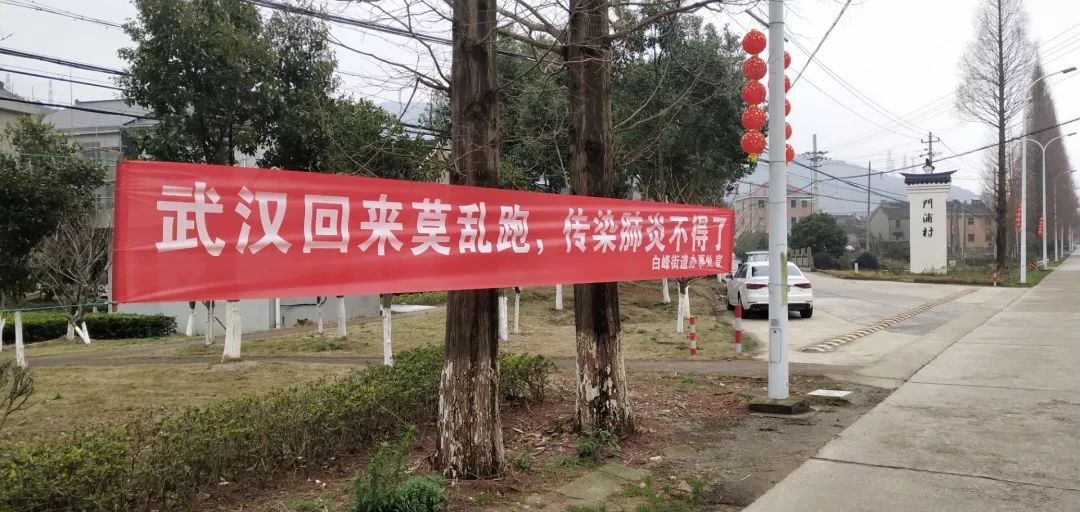 武汉回来莫乱跑，传染肺炎不得了
白峰街道办事处 宣
門浦村